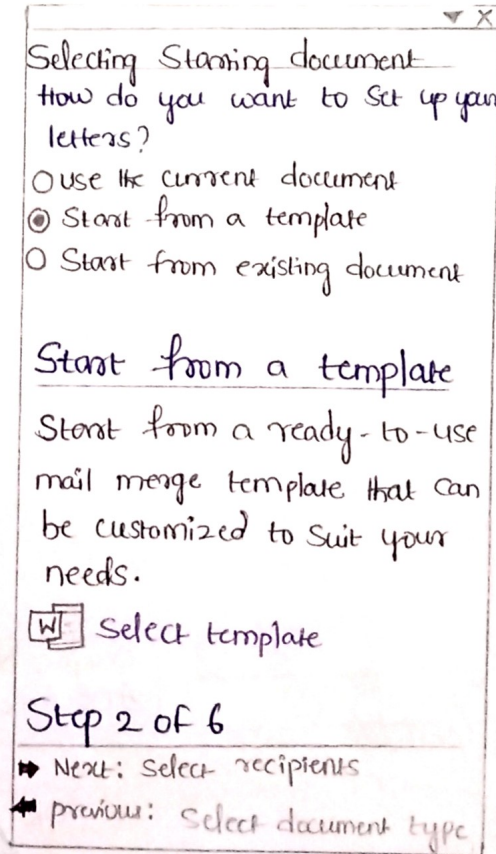 Selecting Starting document
How do you want to Set up your
letters?
use the current document
Start from a template
Start from existing document
Start from a template
Start from a ready-to-use
mail merge template that can
be customized to suit your
needs.
W Select template
Step 2 of 6
Next: Select recipients
previous: Select document type